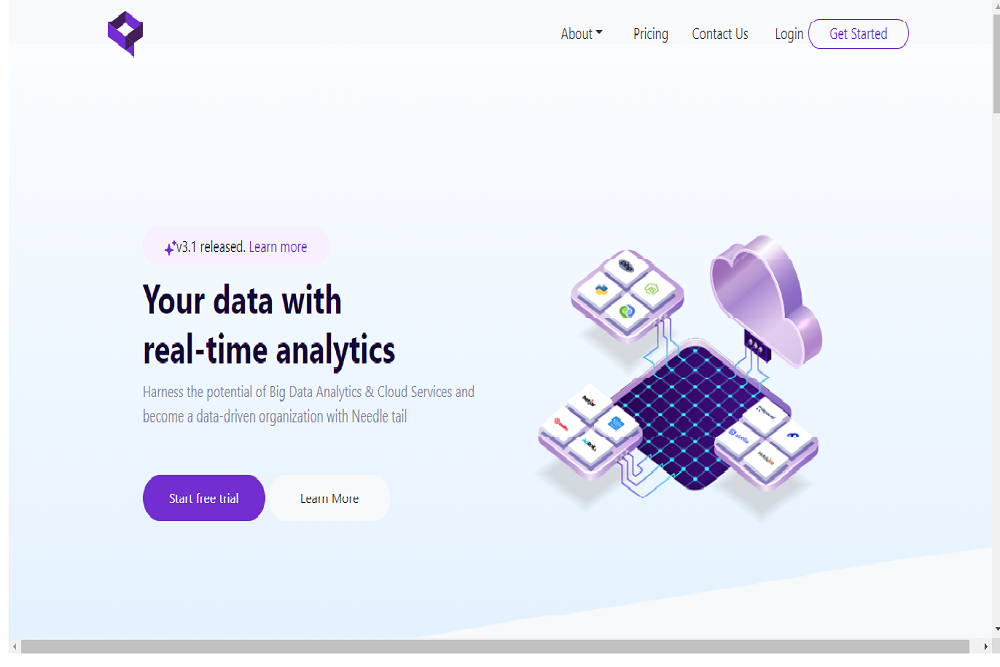 About
Pricing
Contact Us
Login
Get Started
v3.1 released. Learn more
Your data with
real-time analytics
Harness the potential of Big Data Analytics & Cloud Services and
become a data-driven organization with Needle tail
Start free trial
Learn More